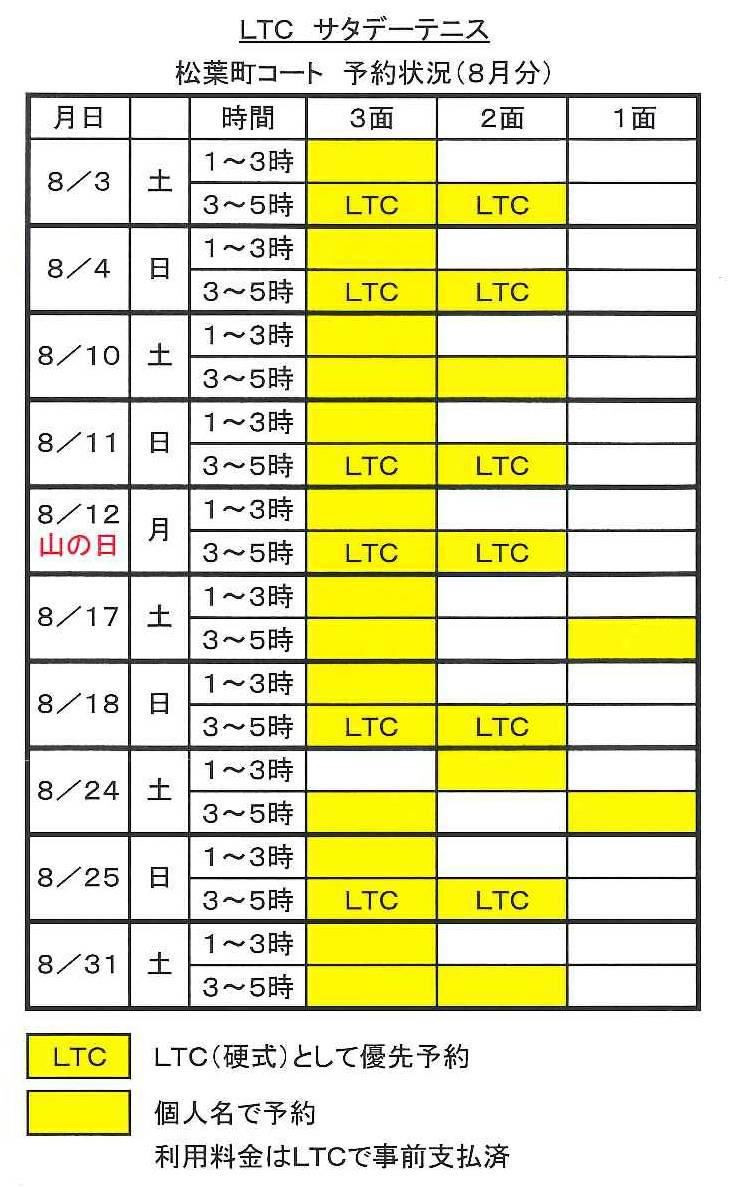 LTC サタデーテニス
松葉町コート 予約状況(8月分)
月日 時間 3面 2面 1面
8/3 土 1~3時
3~5時 LTC LTC
8/4 日 1~3時
3~5時 LTC LTC
8/10 土 1~3時
3~5時
8/11 日 1~3時
3~5時 LTC LTC
8/12 山の日 月 1~3時
3~5時 LTC LTC
8/17 土 1~3時
3~5時
8/18 日 1~3時
3~5時 LTC LTC
8/24 土 1~3時
3~5時
8/25 日 1~3時
3~5時 LTC LTC
8/31 土 1~3時
3~5時
LTC LTC(硬式)として優先予約
個人名で予約
利用料金はLTCで事前支払済